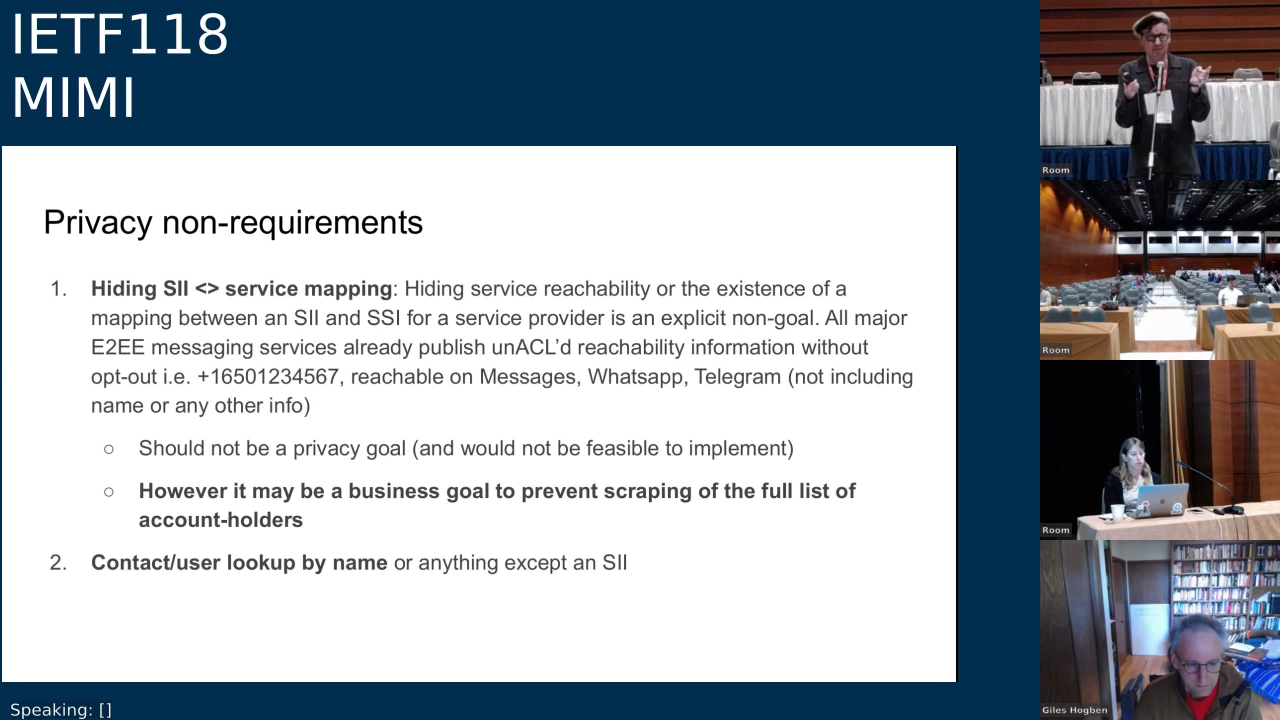 IETF118
MIMI
Privacy non-requirements
1. Hiding SII <> service mapping: Hiding service reachability or the existence of a
mapping between an SII and SSI for a service provider is an explicit non-goal. All major
E2EE messaging services already publish unACL’d reachability information without
opt-out i.e. +16501234567, reachable on Messages, Whatsapp, Telegram (not including
name or any other info)
○ Should not be a privacy goal (and would not be feasible to implement)
○ However it may be a business goal to prevent scraping of the full list of
account-holders
2. Contact/user lookup by name or anything except an SII
Speaking: []
Room
Room
Room
Giles Hogben